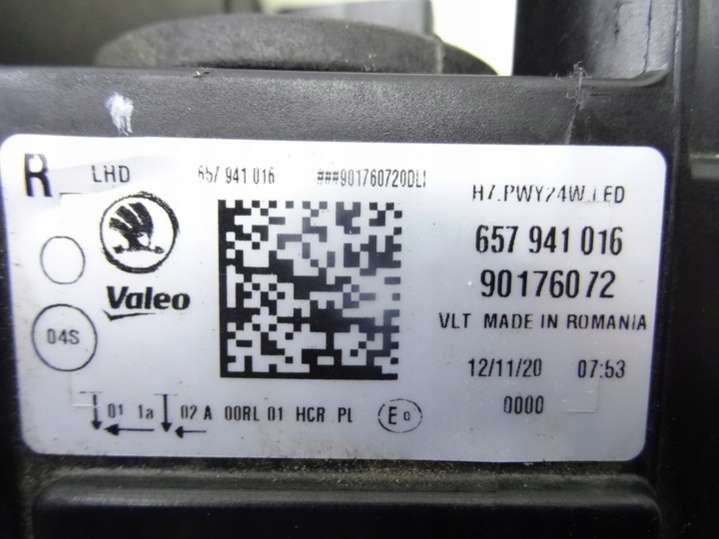 R LHD 657 941 016 ###901760720DLI
H7.PWY24W.LED
657 941 016
Valeo
90176072
04S
VLT MADE IN ROMANIA
12/11/20 07:53
01 1a 02 A 00RL 01 HCR PL E
0000